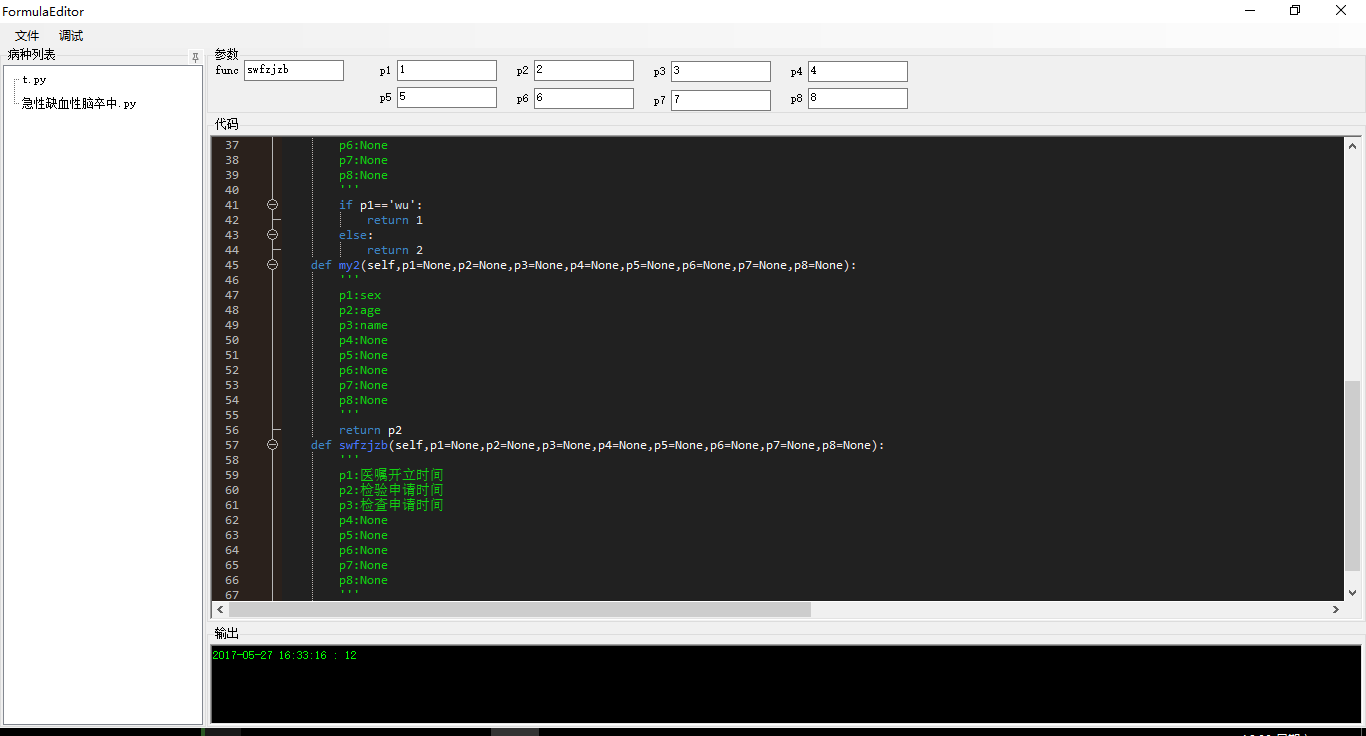 FormulaEditor
文件 调试
病种列表
t.py
急性缺血性脑卒中.py
参数
func swfzjzb p1 1 p2 2 p3 3 p4 4
p5 5 p6 6 p7 7 p8 8
代码
37 p6:None
38 p7:None
39 p8:None
40 '''
41 if p1=='wu':
42 return 1
43 else:
44 return 2
45 def my2(self,p1=None,p2=None,p3=None,p4=None,p5=None,p6=None,p7=None,p8=None):
46 '''
47 p1:sex
48 p2:age
49 p3:name
50 p4:None
51 p5:None
52 p6:None
53 p7:None
54 p8:None
55 '''
56 return p2
57 def swfzjzb(self,p1=None,p2=None,p3=None,p4=None,p5=None,p6=None,p7=None,p8=None):
58 '''
59 p1:医嘱开立时间
60 p2:检验申请时间
61 p3:检查申请时间
62 p4:None
63 p5:None
64 p6:None
65 p7:None
66 p8:None
67 '''
输出
2017-05-27 16:33:16 : 12